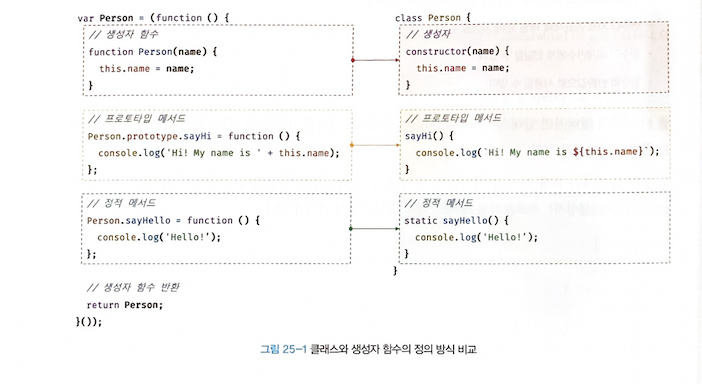 var Person = (function () {
// 생성자 함수
function Person(name) {
this.name = name;
}
// 프로토타입 메서드
Person.prototype.sayHi = function () {
console.log('Hi! My name is ' + this.name);
};
// 정적 메서드
Person.sayHello = function () {
console.log('Hello!');
};
// 생성자 함수 반환
return Person;
}());
class Person {
// 생성자
constructor(name) {
this.name = name;
}
// 프로토타입 메서드
sayHi() {
console.log(`Hi! My name is ${this.name}`);
}
// 정적 메서드
static sayHello() {
console.log('Hello!');
}
}
그림 25-1 클래스와 생성자 함수의 정의 방식 비교